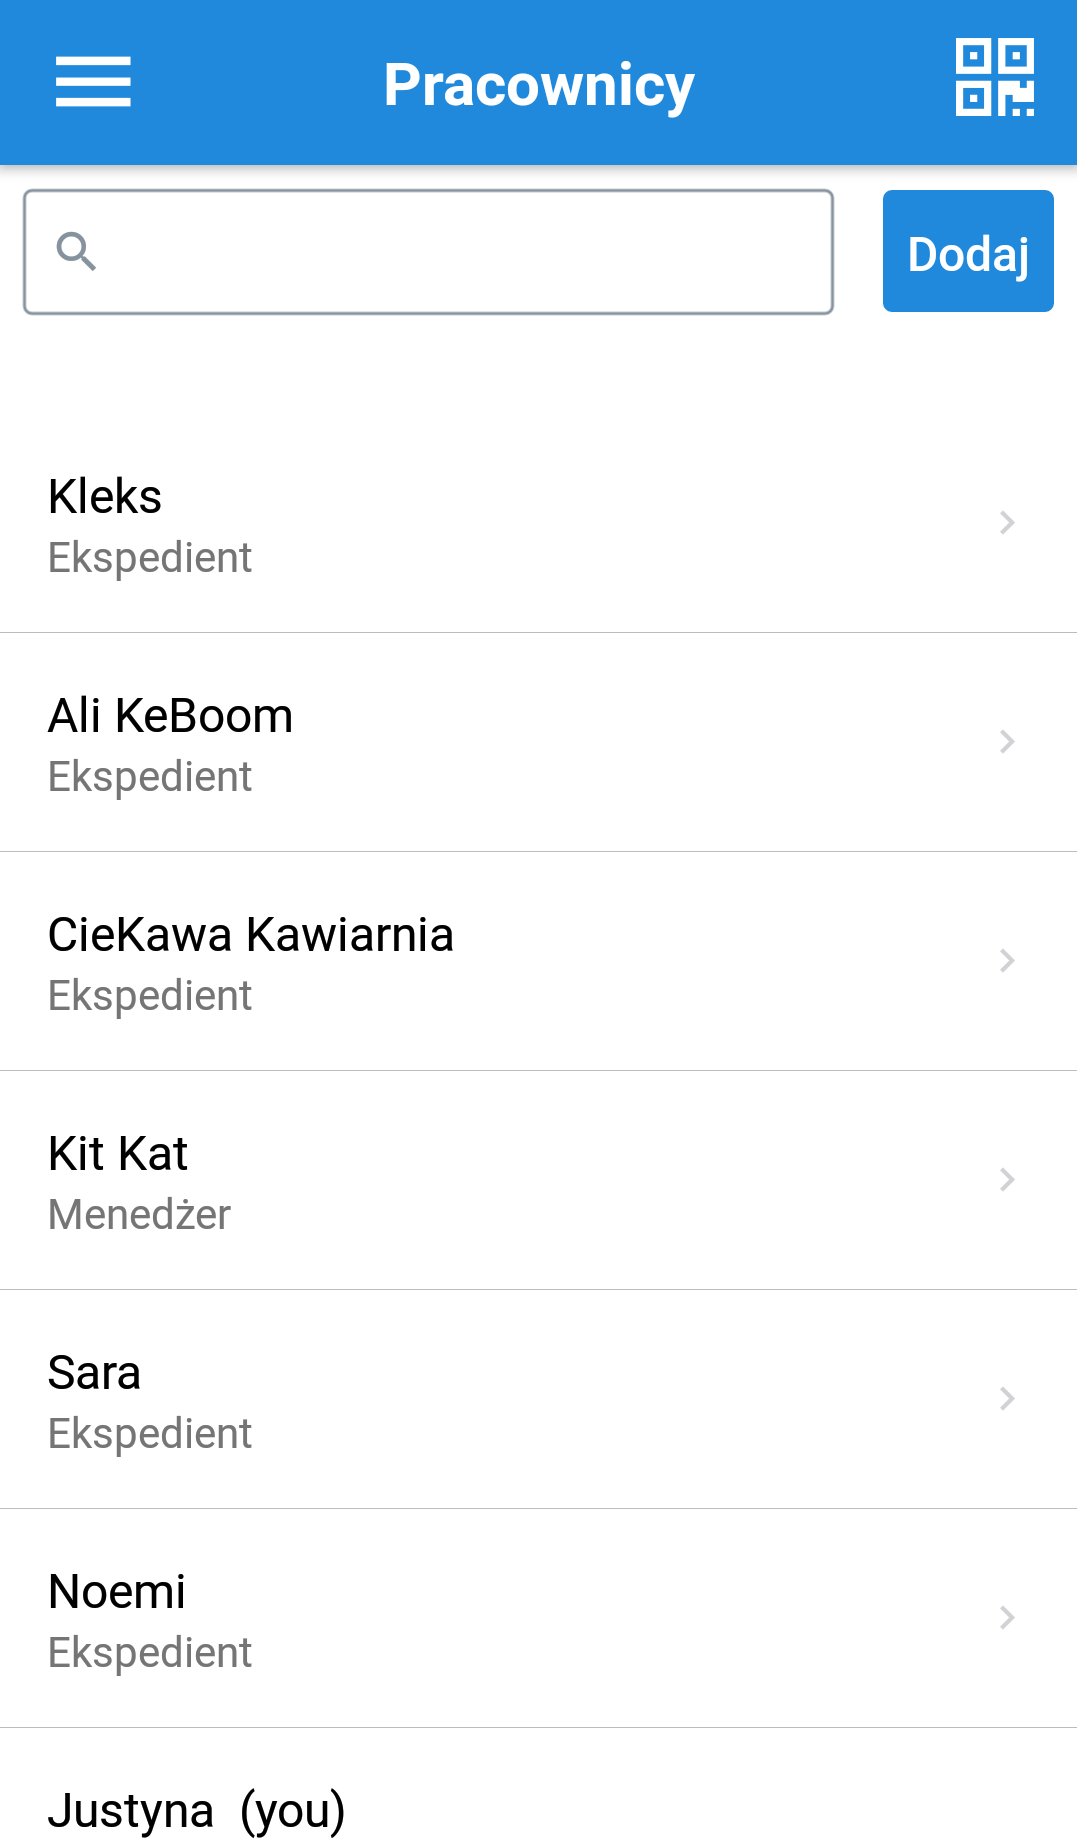 Pracownicy
Dodaj
Kleks
Ekspedient
Ali KeBoom
Ekspedient
CieKawa Kawiarnia
Ekspedient
Kit Kat
Menedżer
Sara
Ekspedient
Noemi
Ekspedient
Justyna (you)